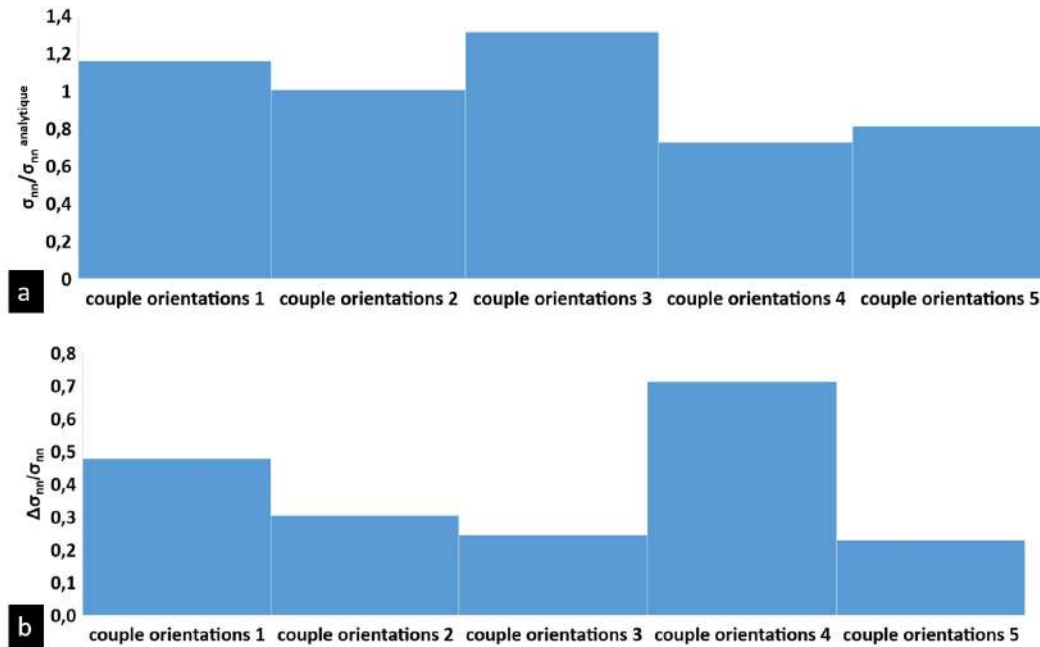 1,4
1,2
1
0,8
0,6
0,4
0,2
0
σnn/σnn analytique
a
couple orientations 1 couple orientations 2 couple orientations 3 couple orientations 4 couple orientations 5
0,8
0,7
0,6
0,5
0,4
0,3
0,2
0,1
0,0
Δσnn/σnn
b
couple orientations 1 couple orientations 2 couple orientations 3 couple orientations 4 couple orientations 5